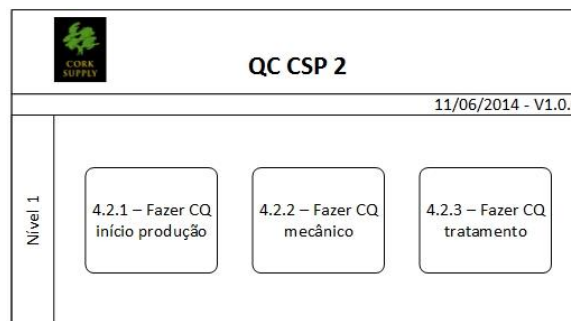 CORK
SUPPLY
QC CSP 2
11/06/2014 - V1.0.
Nível 1
4.2.1 – Fazer CQ
início produção
4.2.2 – Fazer CQ
mecânico
4.2.3 – Fazer CQ
tratamento